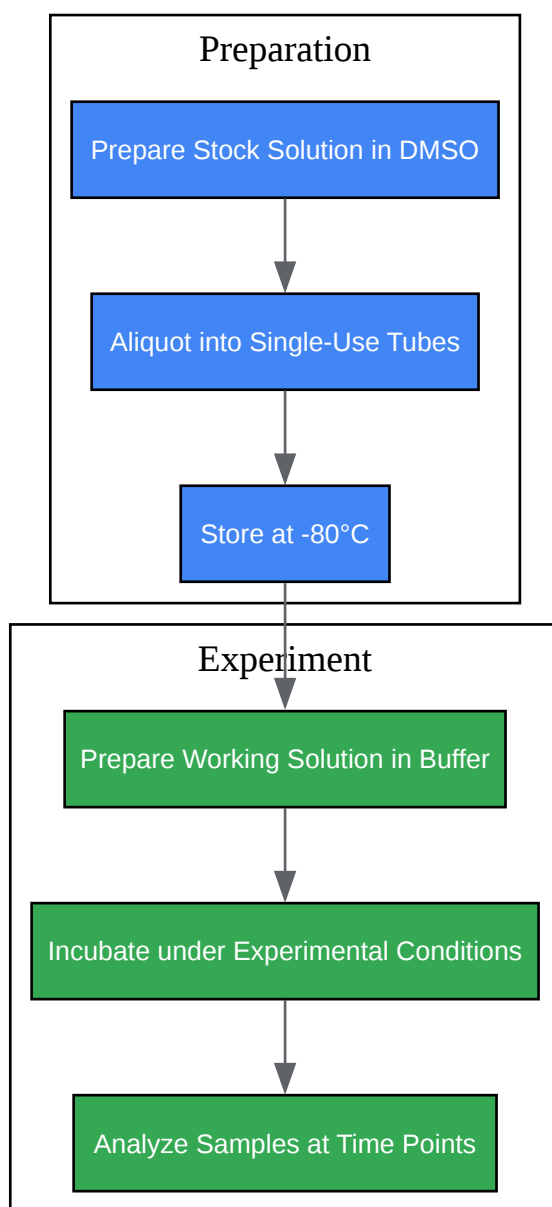 Preparation
Prepare Stock Solution in DMSO
Aliquot into Single-Use Tubes
Store at -80°C
Experiment
Prepare Working Solution in Buffer
Incubate under Experimental Conditions
Analyze Samples at Time Points